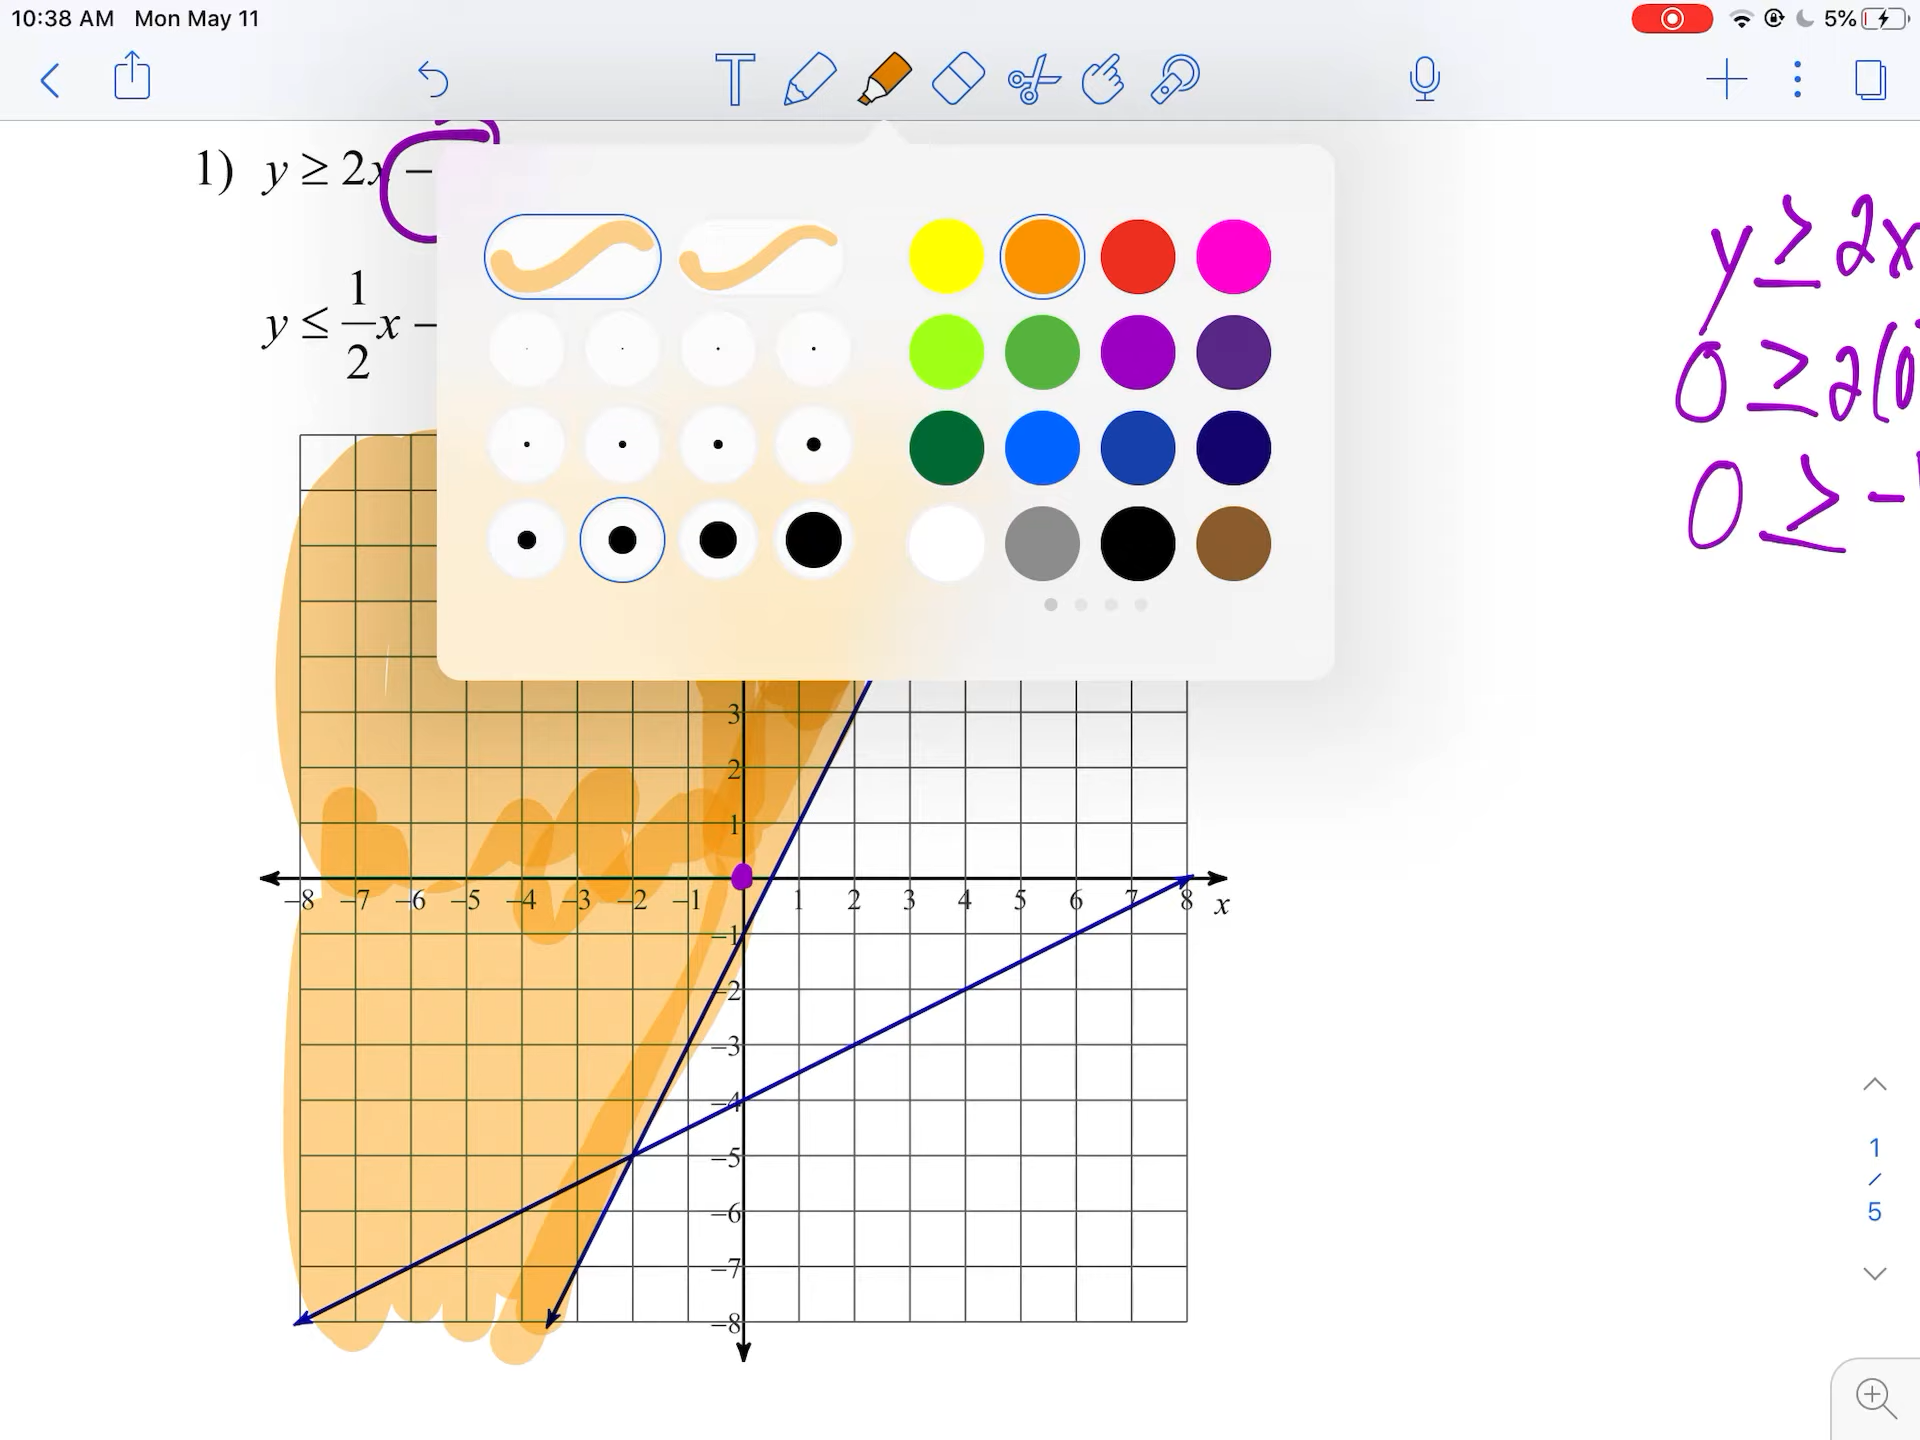 10:38 AM Mon May 11
5%
1) y ≥ 2x −
y ≤ 1/2 x −
y ≥ 2x
0 ≥ 2(0
0 ≥ -1
3
2
1
−8 −7 −6 −5 −4 −3 −2 −1 1 2 3 4 5 6 7 8 x
−1
−2
−3
−4
−5
−6
−7
−8
1
/
5